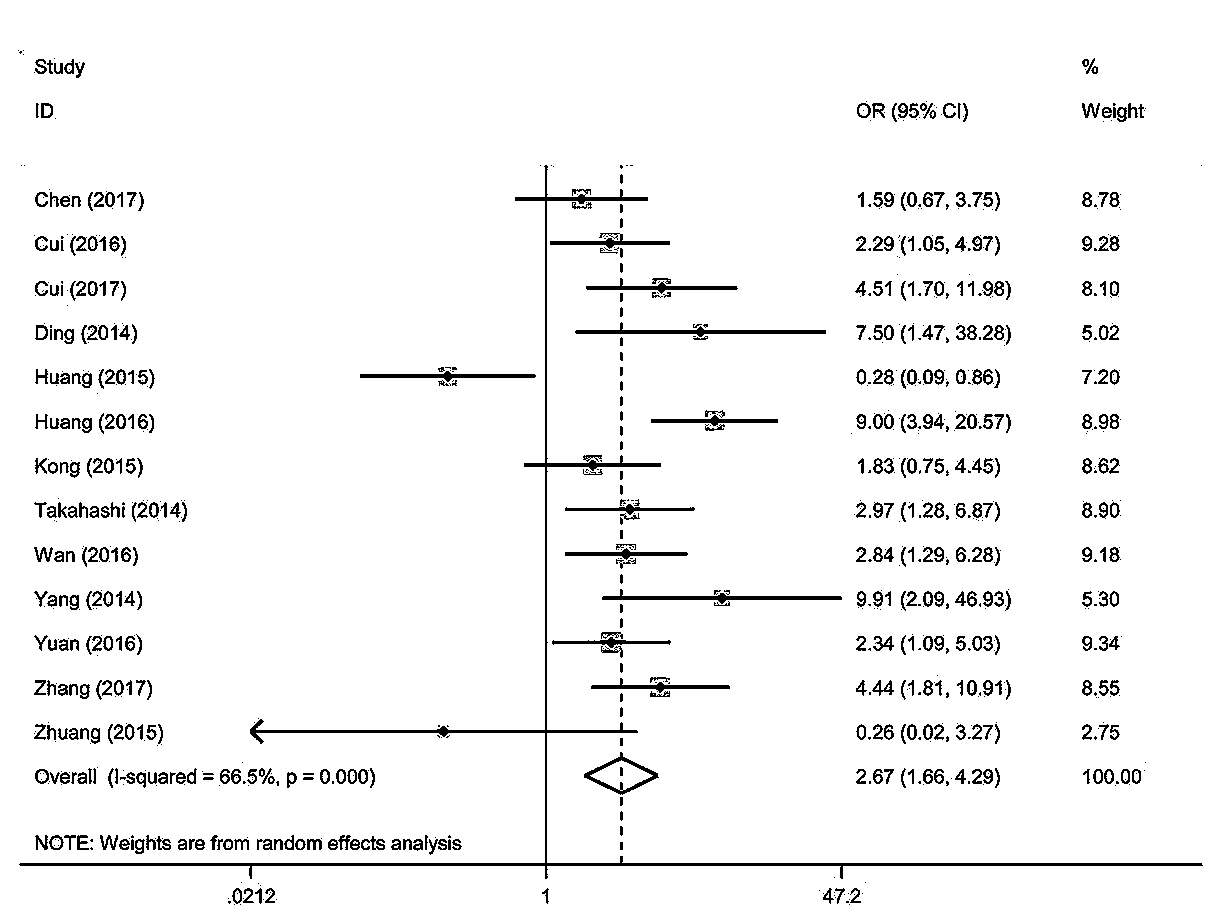 Study %
ID OR (95% CI) Weight
Chen (2017) 1.59 (0.67, 3.75) 8.78
Cui (2016) 2.29 (1.05, 4.97) 9.28
Cui (2017) 4.51 (1.70, 11.98) 8.10
Ding (2014) 7.50 (1.47, 38.28) 5.02
Huang (2015) 0.28 (0.09, 0.86) 7.20
Huang (2016) 9.00 (3.94, 20.57) 8.98
Kong (2015) 1.83 (0.75, 4.45) 8.62
Takahashi (2014) 2.97 (1.28, 6.87) 8.90
Wan (2016) 2.84 (1.29, 6.28) 9.18
Yang (2014) 9.91 (2.09, 46.93) 5.30
Yuan (2016) 2.34 (1.09, 5.03) 9.34
Zhang (2017) 4.44 (1.81, 10.91) 8.55
Zhuang (2015) 0.26 (0.02, 3.27) 2.75
Overall (I-squared = 66.5%, p = 0.000) 2.67 (1.66, 4.29) 100.00
NOTE: Weights are from random effects analysis
.0212 1 47.2